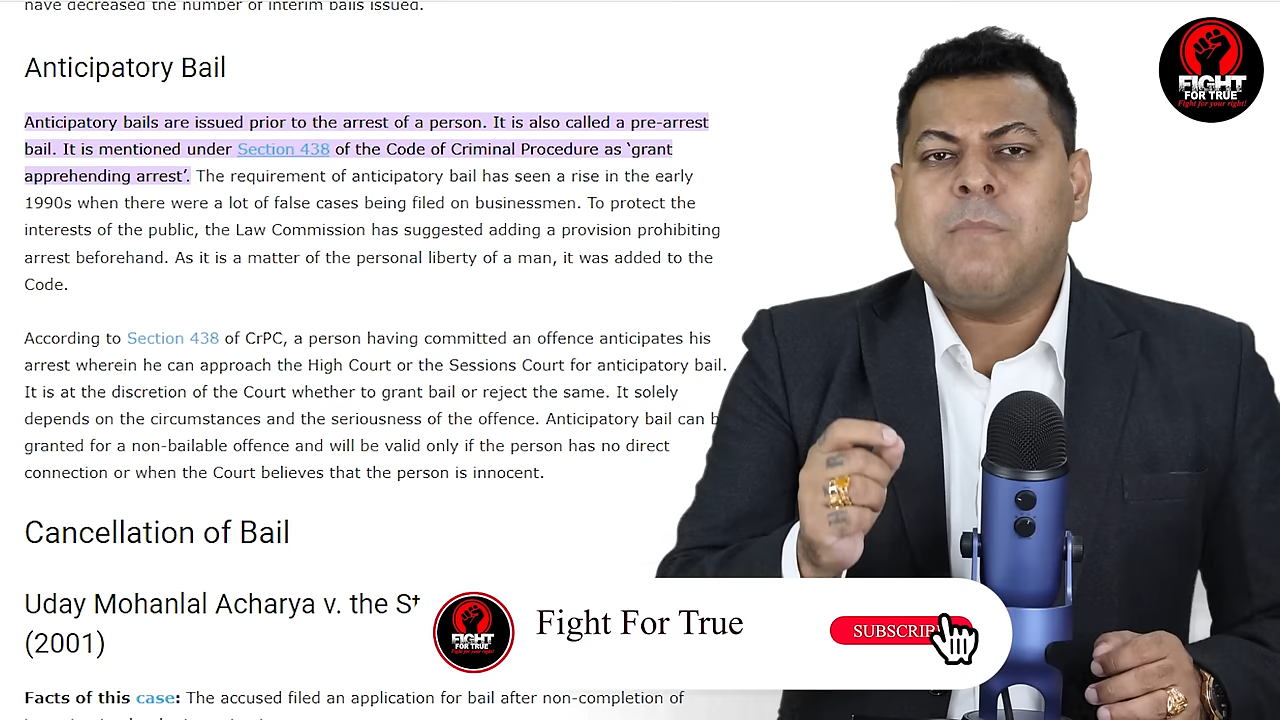 have decreased the number of interim bails issued.
Anticipatory Bail
Anticipatory bails are issued prior to the arrest of a person. It is also called a pre-arrest
bail. It is mentioned under Section 438 of the Code of Criminal Procedure as ‘grant
apprehending arrest’. The requirement of anticipatory bail has seen a rise in the early
1990s when there were a lot of false cases being filed on businessmen. To protect the
interests of the public, the Law Commission has suggested adding a provision prohibiting
arrest beforehand. As it is a matter of the personal liberty of a man, it was added to the
Code.
According to Section 438 of CrPC, a person having committed an offence anticipates his
arrest wherein he can approach the High Court or the Sessions Court for anticipatory bail.
It is at the discretion of the Court whether to grant bail or reject the same. It solely
depends on the circumstances and the seriousness of the offence. Anticipatory bail can b
granted for a non-bailable offence and will be valid only if the person has no direct
connection or when the Court believes that the person is innocent.
Cancellation of Bail
Uday Mohanlal Acharya v. the St
(2001)
Facts of this case: The accused filed an application for bail after non-completion of
FIGHT
FOR TRUE
Fight for your right!
FIGHT
FOR TRUE
Fight for your right!
Fight For True
SUBSCRIB